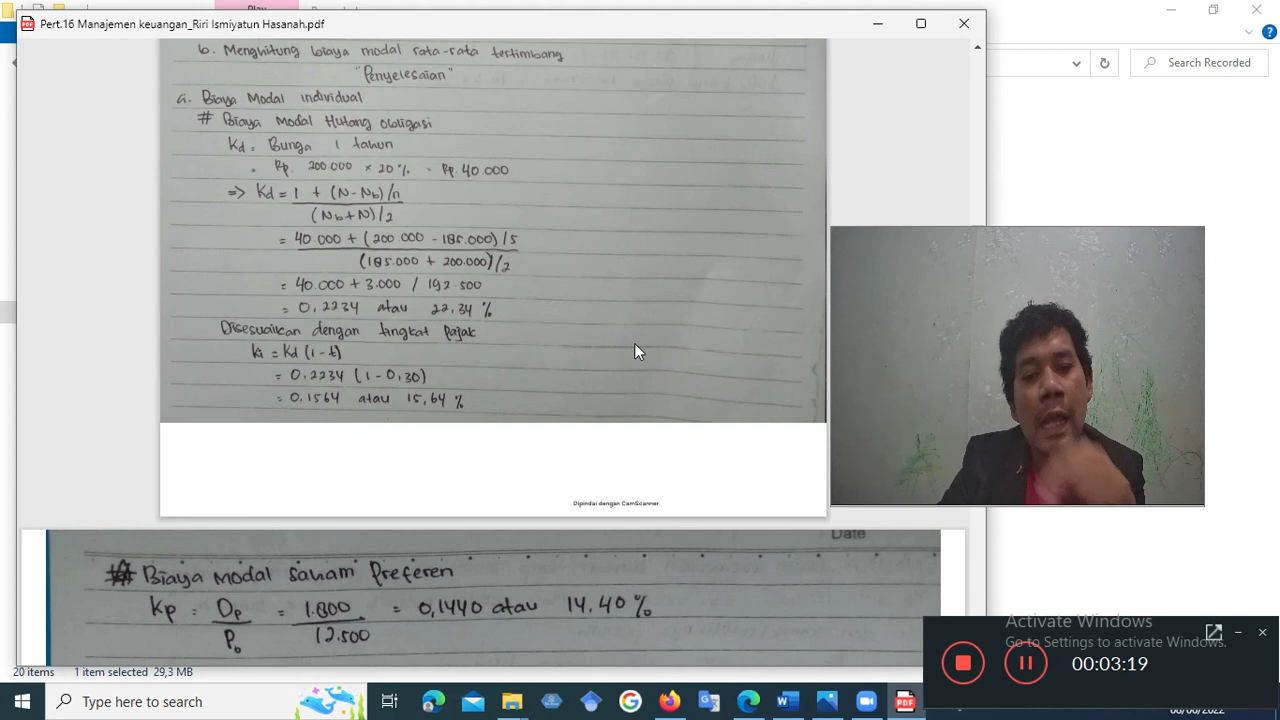 Pert.16 Manajemen keuangan_Riri Ismiyatun Hasanah.pdf
Search Recorded
b. Menghitung biaya modal rata-rata tertimbang
"Penyelesaian"
a. Biaya Modal individual
# Biaya Modal Hutang obligasi
Kd = Bunga 1 tahun
= Rp. 200.000 × 20% = Rp. 40.000
=> Kd = 1 + (N-Nb)/n
(Nb+N)/2
= 40.000 + (200.000 - 185.000)/5
(185.000 + 200.000)/2
= 40.000 + 3.000 / 192.500
= 0,2234 atau 22,34 %
Disesuaikan dengan tingkat Pajak
ki = Kd (1-t)
= 0.2234 (1-0,30)
= 0.1564 atau 15,64 %
Dipindai dengan CamScanner
Date
# Biaya Modal saham Preferen
Kp = Dp = 1.800 = 0,1440 atau 14,40 %
Po 12.500
Activate Windows
Go to Settings to activate Windows.
00:03:19
20 items 1 item selected 29,3 MB
Type here to search
08/06/2022